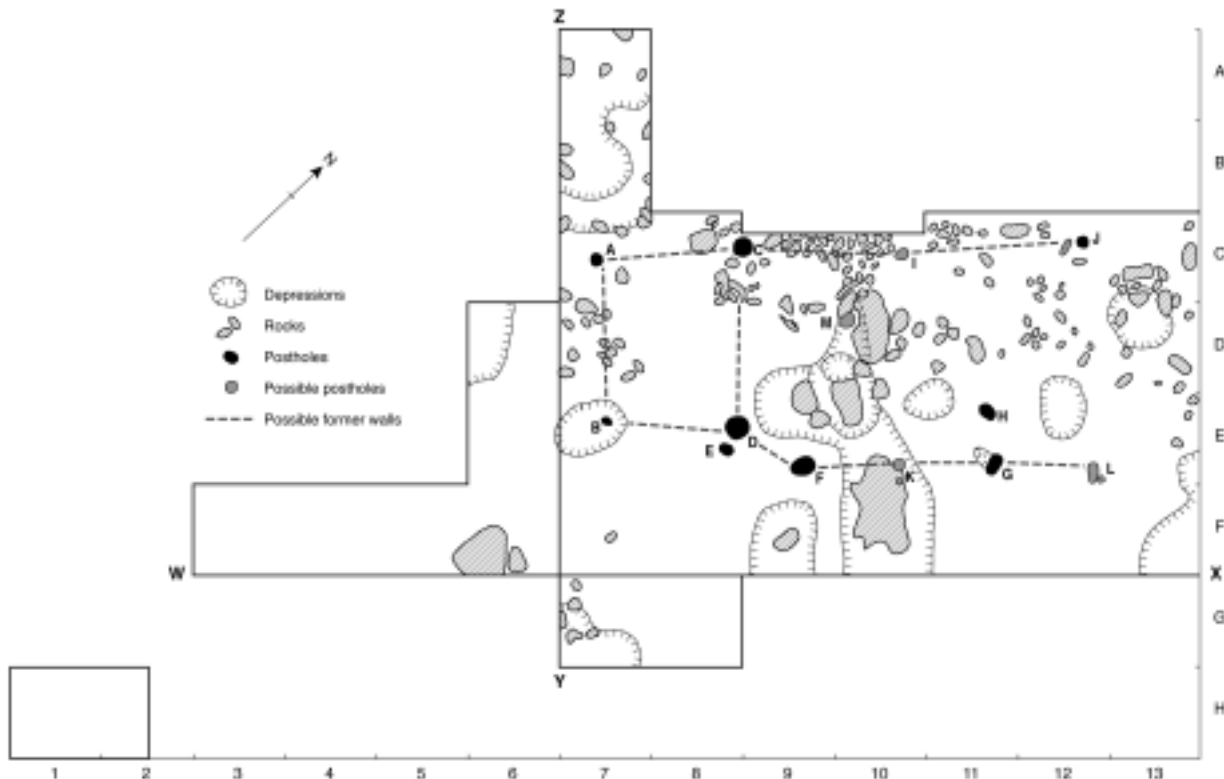 Z
A
N
B
A
C
J
C
I
Depressions
Rocks
M
D
Postholes
Possible postholes
H
Possible former walls
B
D
E
E
F
K
G
L
F
W
X
G
Y
H
1 2 3 4 5 6 7 8 9 10 11 12 13